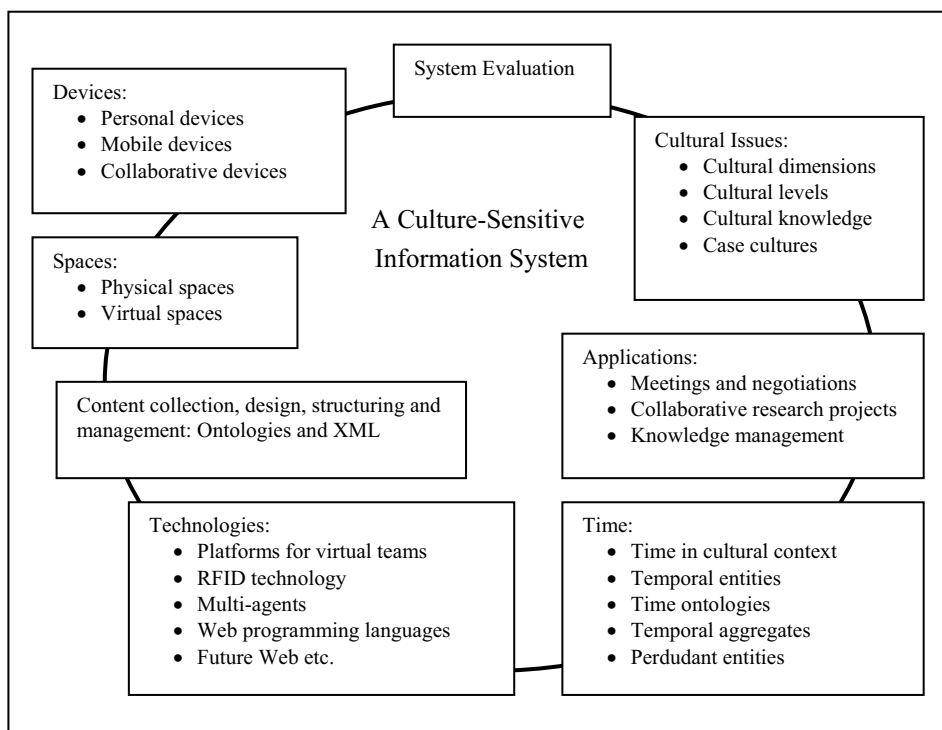 System Evaluation
Devices:
• Personal devices
• Mobile devices
• Collaborative devices
Cultural Issues:
• Cultural dimensions
• Cultural levels
• Cultural knowledge
• Case cultures
A Culture-Sensitive
Information System
Spaces:
• Physical spaces
• Virtual spaces
Applications:
• Meetings and negotiations
• Collaborative research projects
• Knowledge management
Content collection, design, structuring and
management: Ontologies and XML
Technologies:
• Platforms for virtual teams
• RFID technology
• Multi-agents
• Web programming languages
• Future Web etc.
Time:
• Time in cultural context
• Temporal entities
• Time ontologies
• Temporal aggregates
• Perdudant entities